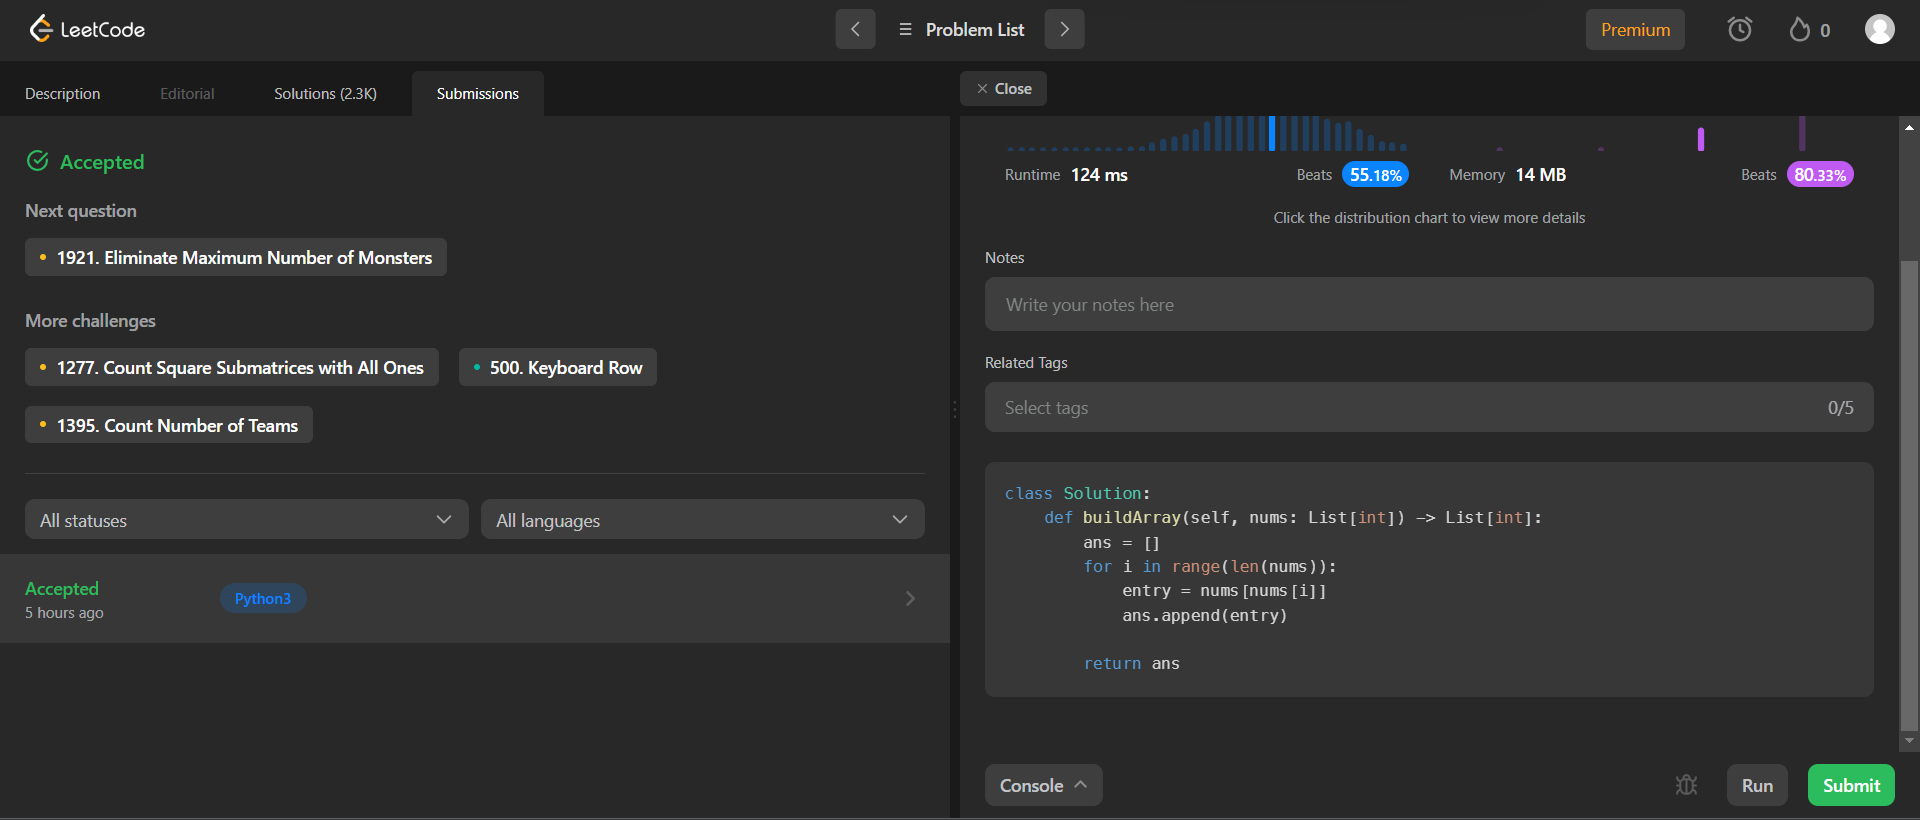 LeetCode
Problem List
Premium
0
Description Editorial Solutions (2.3K) Submissions
Close
Accepted
Next question
1921. Eliminate Maximum Number of Monsters
More challenges
1277. Count Square Submatrices with All Ones
500. Keyboard Row
1395. Count Number of Teams
All statuses
All languages
Accepted
5 hours ago
Python3
Runtime 124 ms Beats 55.18% Memory 14 MB Beats 80.33%
Click the distribution chart to view more details
Notes
Write your notes here
Related Tags
Select tags 0/5
class Solution:
    def buildArray(self, nums: List[int]) -> List[int]:
        ans = []
        for i in range(len(nums)):
            entry = nums[nums[i]]
            ans.append(entry)
        return ans
Console
Run
Submit